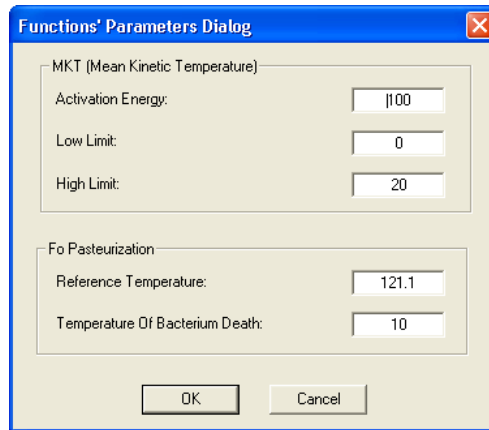 Functions' Parameters Dialog
MKT (Mean Kinetic Temperature)
Activation Energy: 100
Low Limit: 0
High Limit: 20
Fo Pasteurization
Reference Temperature: 121.1
Temperature Of Bacterium Death: 10
OK Cancel